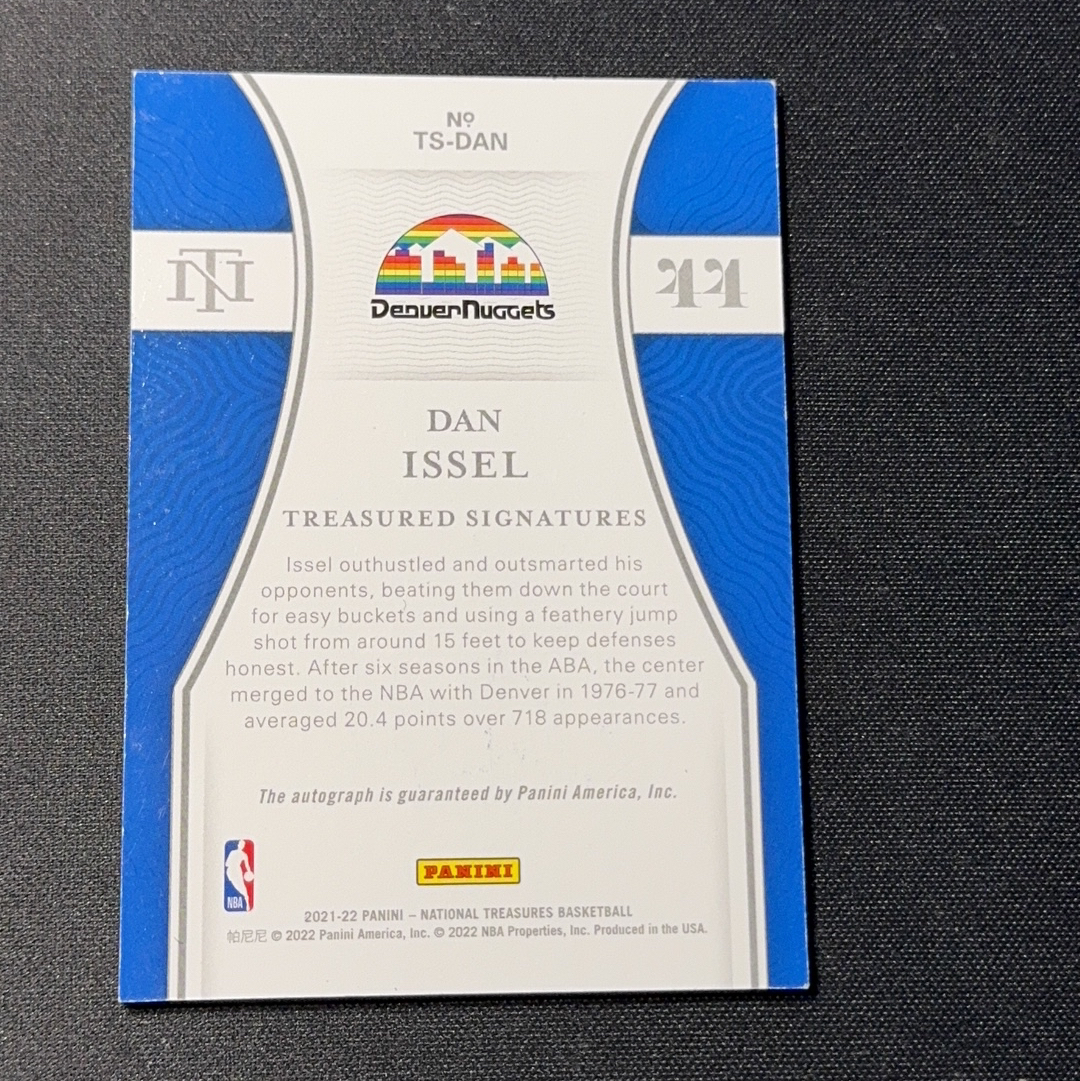 Nº
TS-DAN
NT
44
Denver Nuggets
DAN
ISSEL
TREASURED SIGNATURES
Issel outhustled and outsmarted his
opponents, beating them down the court
for easy buckets and using a feathery jump
shot from around 15 feet to keep defenses
honest. After six seasons in the ABA, the center
merged to the NBA with Denver in 1976-77 and
averaged 20.4 points over 718 appearances.
The autograph is guaranteed by Panini America, Inc.
NBA
PANINI
2021-22 PANINI – NATIONAL TREASURES BASKETBALL
帕尼尼 © 2022 Panini America, Inc. © 2022 NBA Properties, Inc. Produced in the USA.